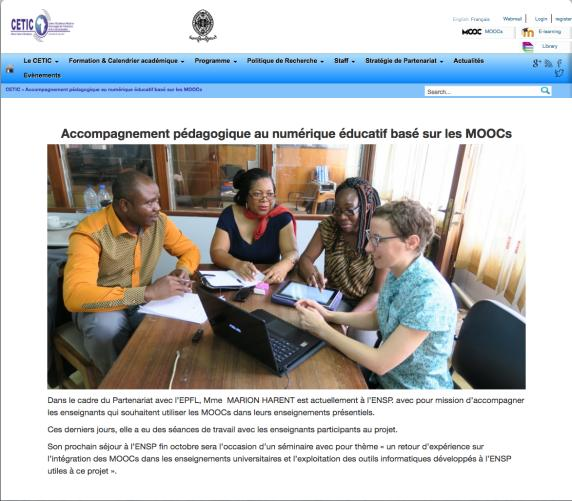 CETIC
English Français Webmail Login register
MOOC MOOCs E-learning
Library
Le CETIC Formation & Calendrier académique Programme Politique de Recherche Staff Stratégie de Partenariat Actualités
Evènements
CETIC » Accompagnement pédagogique au numérique éducatif basé sur les MOOCs
Search...
Accompagnement pédagogique au numérique éducatif basé sur les MOOCs
Dans le cadre du Partenariat avec l'EPFL, Mme MARION HARENT est actuellement à l'ENSP. avec pour mission d'accompagner
les enseignants qui souhaitent utiliser les MOOCs dans leurs enseignements présentiels.
Ces derniers jours, elle a eu des séances de travail avec les enseignants participants au projet.
Son prochain séjour à l'ENSP fin octobre sera l'occasion d'un séminaire avec pour thème « un retour d'expérience sur
l'intégration des MOOCs dans les enseignements universitaires et l'exploitation des outils informatiques développés à l'ENSP
utiles à ce projet ».